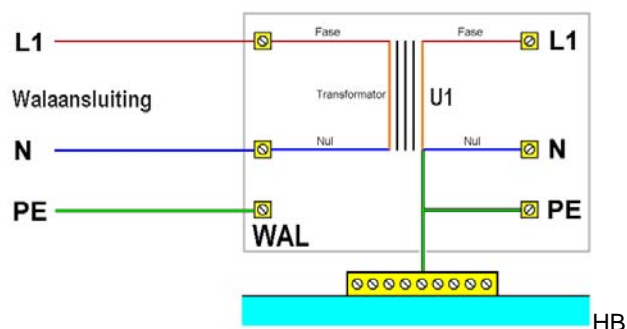 L1 Fase Fase L1
Walaansluiting Transformator U1
N Nul Nul N
PE PE
WAL
HB